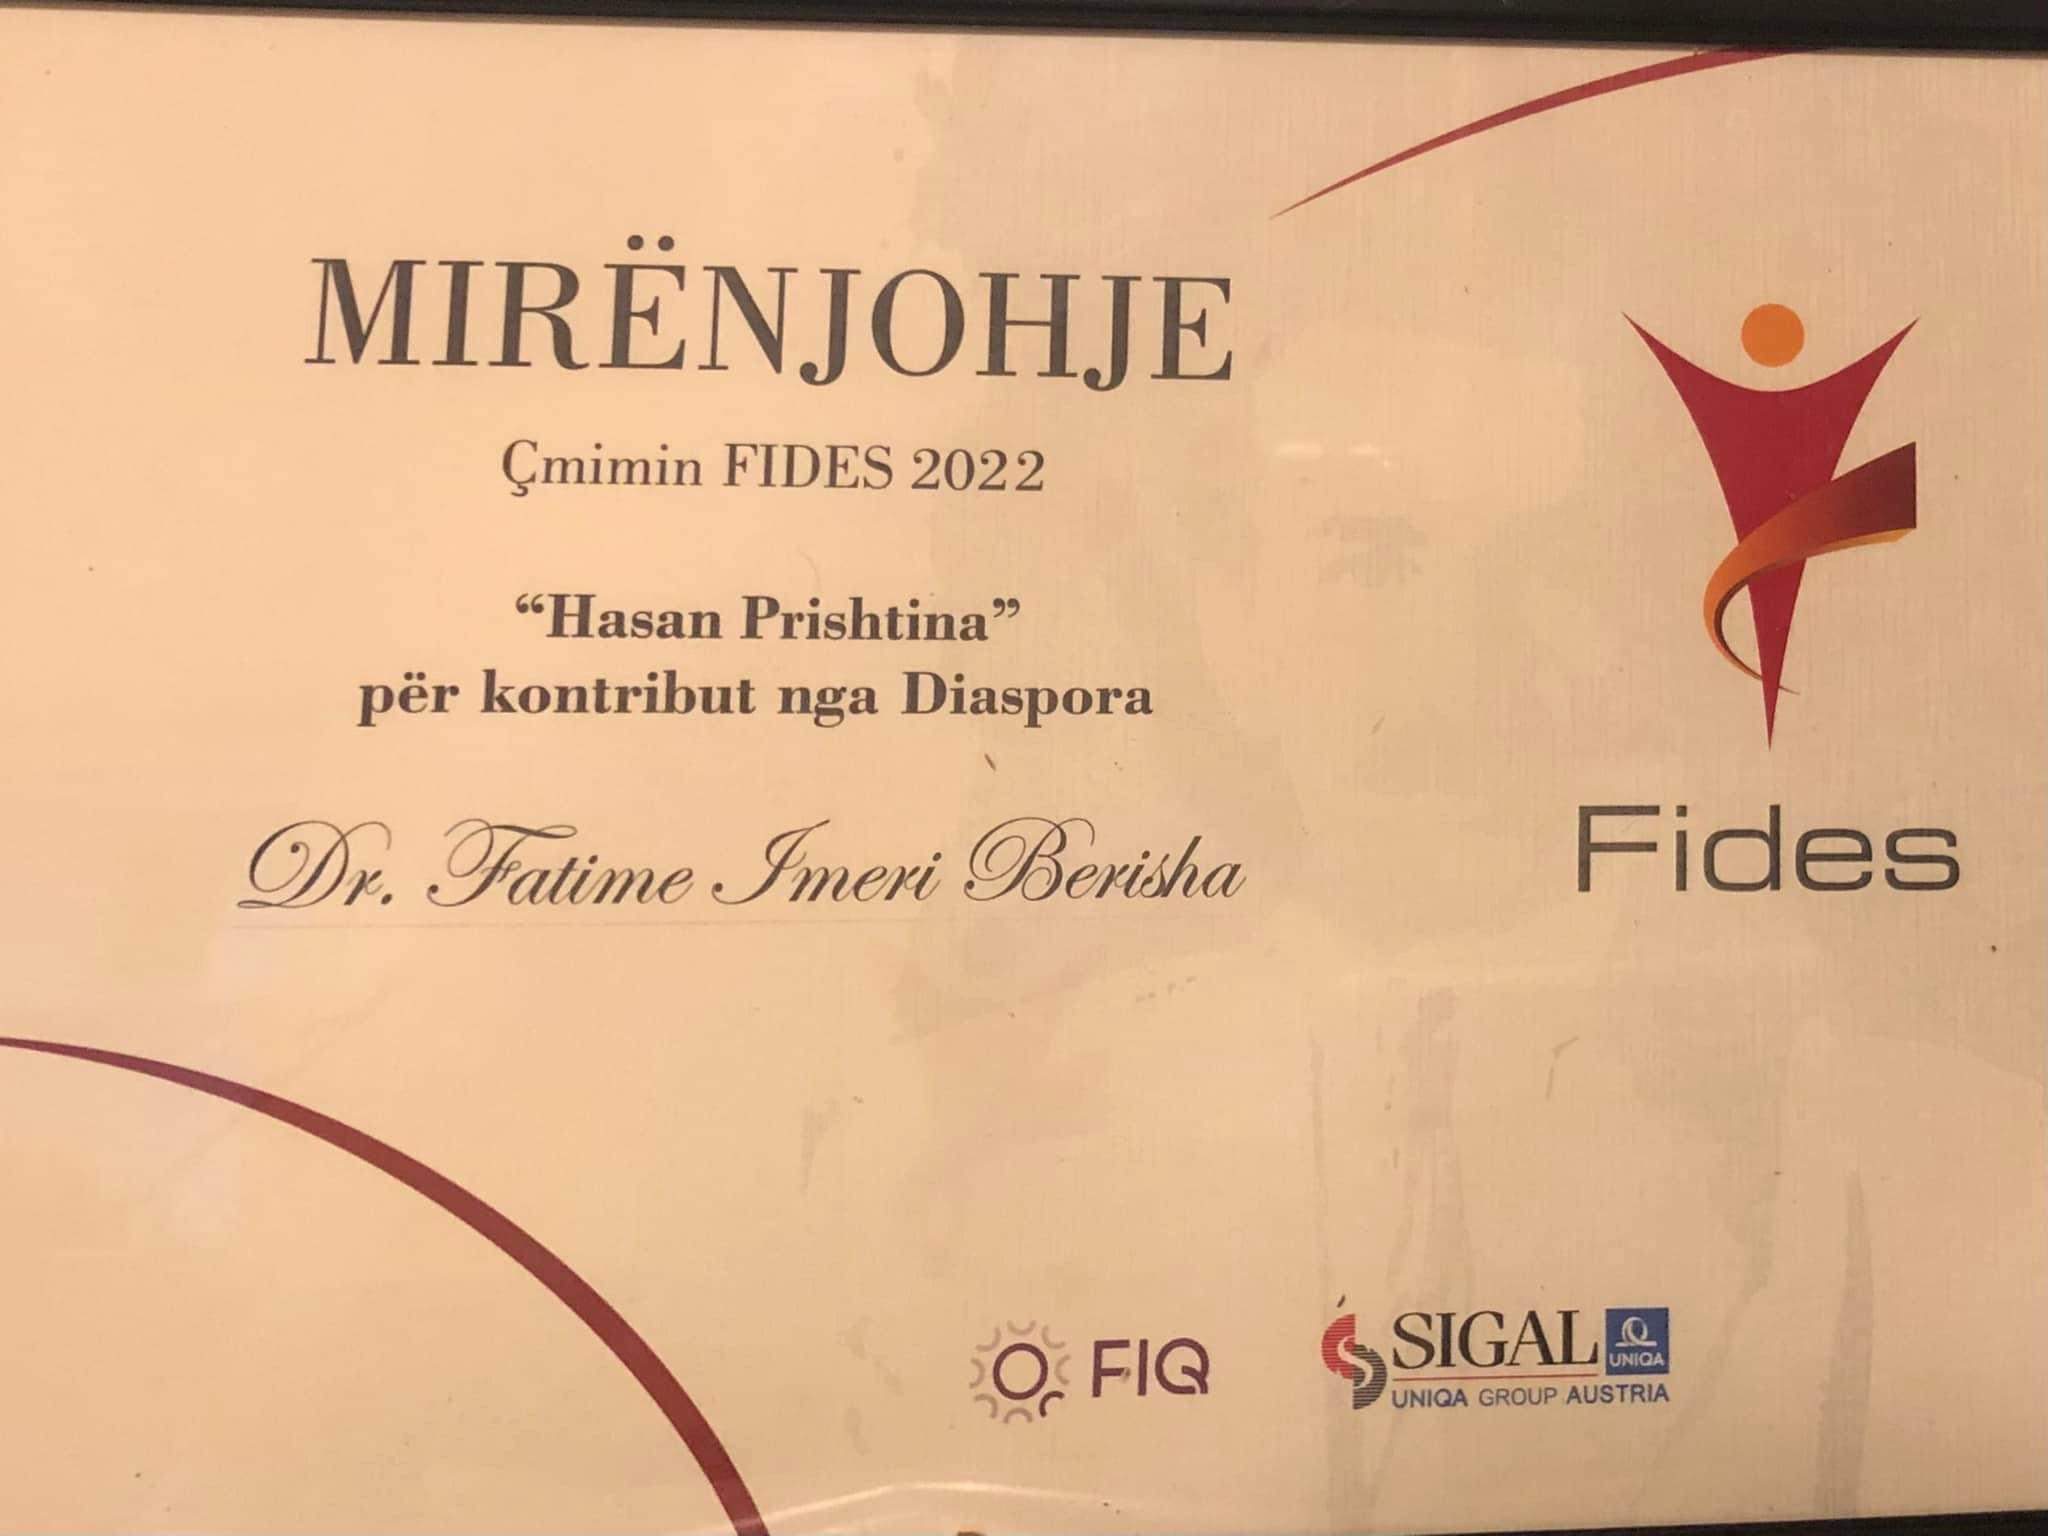 MIRËNJOHJE
Çmimin FIDES 2022
“Hasan Prishtina”
për kontribut nga Diaspora
Dr. Fatime Imeri Berisha
Fides
FIQ
SIGAL
UNIQA
UNIQA GROUP AUSTRIA